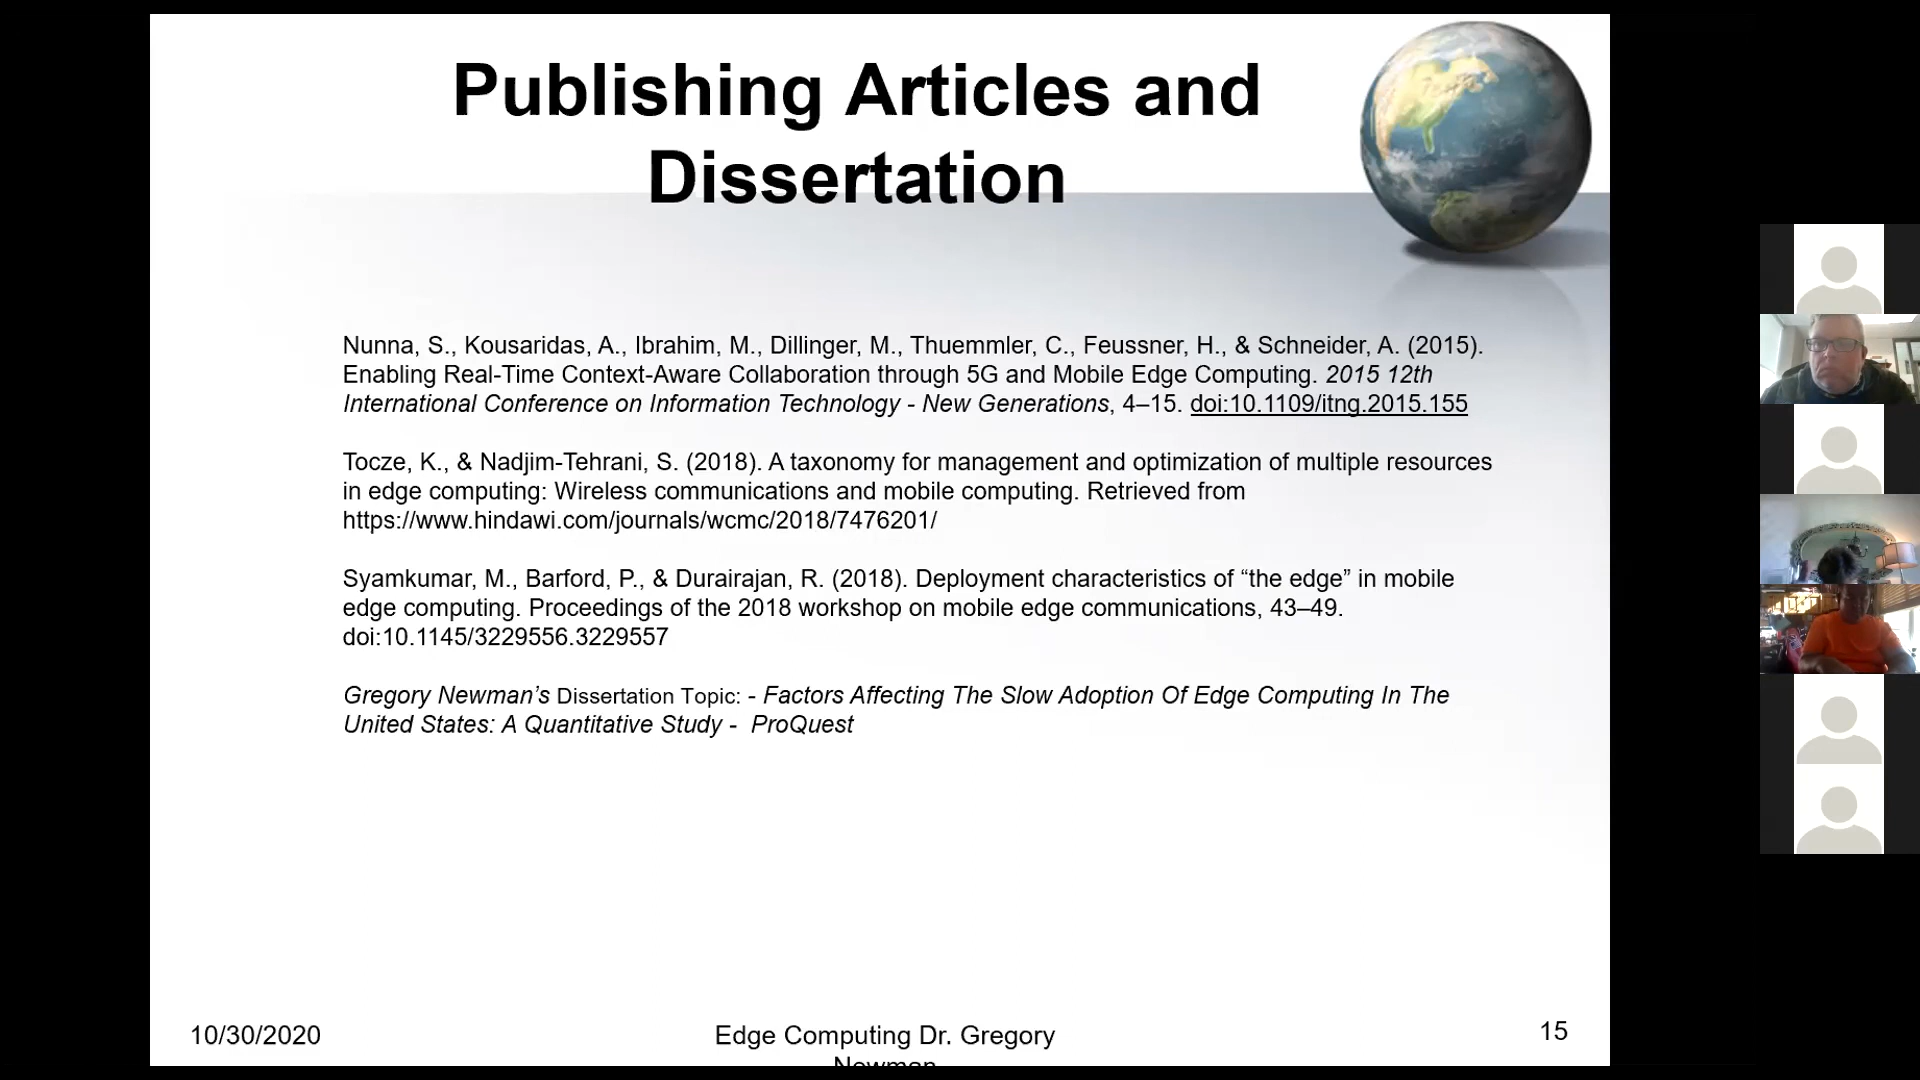 Publishing Articles and
Dissertation
Nunna, S., Kousaridas, A., Ibrahim, M., Dillinger, M., Thuemmler, C., Feussner, H., & Schneider, A. (2015).
Enabling Real-Time Context-Aware Collaboration through 5G and Mobile Edge Computing. 2015 12th
International Conference on Information Technology - New Generations, 4–15. doi:10.1109/itng.2015.155
Tocze, K., & Nadjim-Tehrani, S. (2018). A taxonomy for management and optimization of multiple resources
in edge computing: Wireless communications and mobile computing. Retrieved from
https://www.hindawi.com/journals/wcmc/2018/7476201/
Syamkumar, M., Barford, P., & Durairajan, R. (2018). Deployment characteristics of “the edge” in mobile
edge computing. Proceedings of the 2018 workshop on mobile edge communications, 43–49.
doi:10.1145/3229556.3229557
Gregory Newman’s Dissertation Topic: - Factors Affecting The Slow Adoption Of Edge Computing In The
United States: A Quantitative Study - ProQuest
10/30/2020
Edge Computing Dr. Gregory
Newman
15